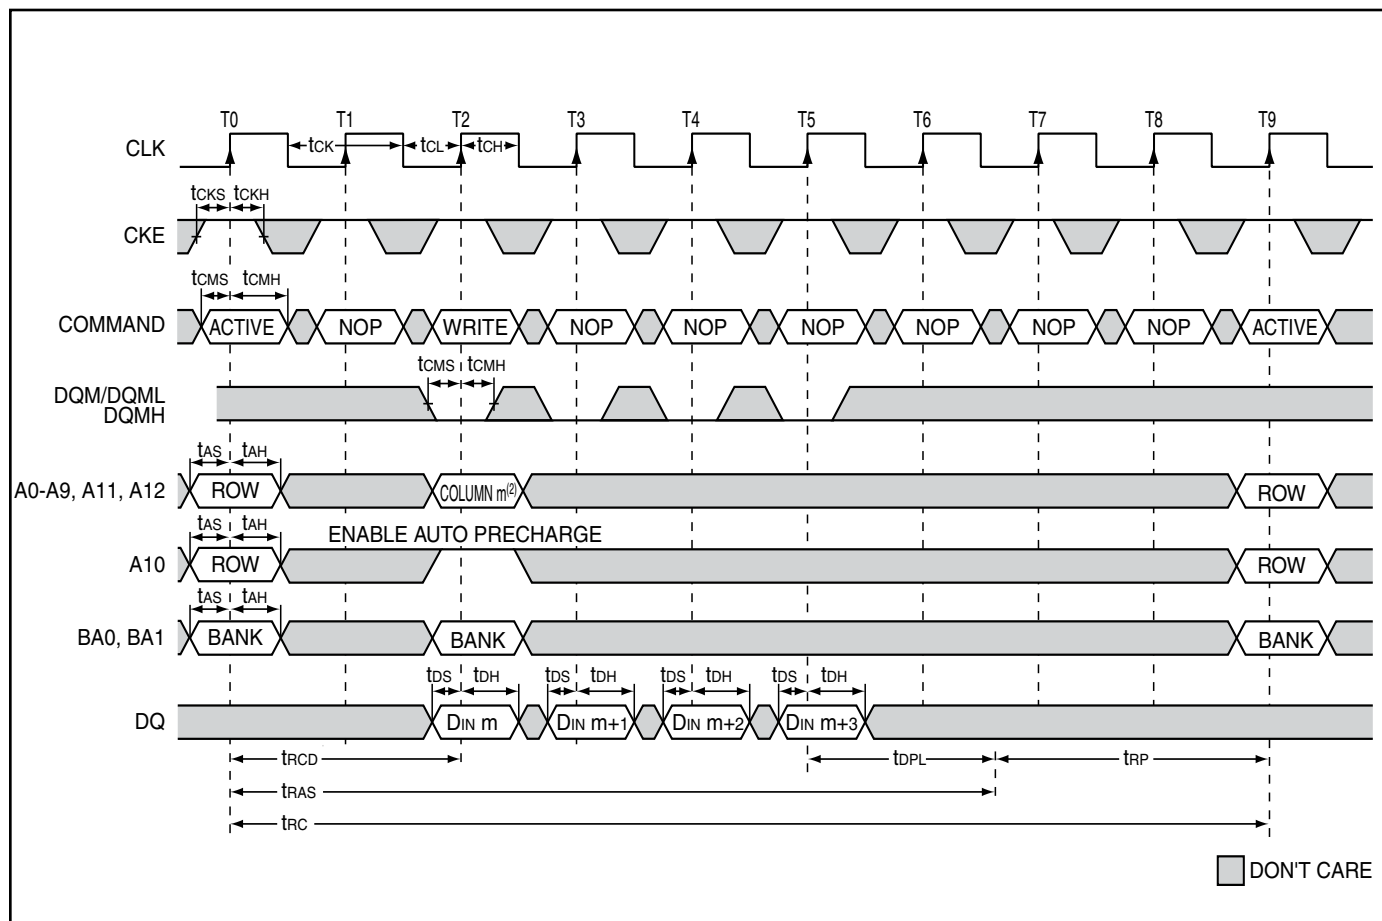 T0 T1 T2 T3 T4 T5 T6 T7 T8 T9
CLK tCK tCL tCH
tCKS tCKH
CKE
tCMS tCMH
COMMAND ACTIVE NOP WRITE NOP NOP NOP NOP NOP NOP ACTIVE
tCMS tCMH
DQM/DQML
DQMH
tAS tAH
A0-A9, A11, A12 ROW COLUMN m(2) ROW
tAS tAH ENABLE AUTO PRECHARGE
A10 ROW ROW
tAS tAH
BA0, BA1 BANK BANK BANK
tDS tDH tDS tDH tDS tDH tDS tDH
DQ DIN m DIN m+1 DIN m+2 DIN m+3
tRCD tDPL tRP
tRAS
tRC
DON'T CARE